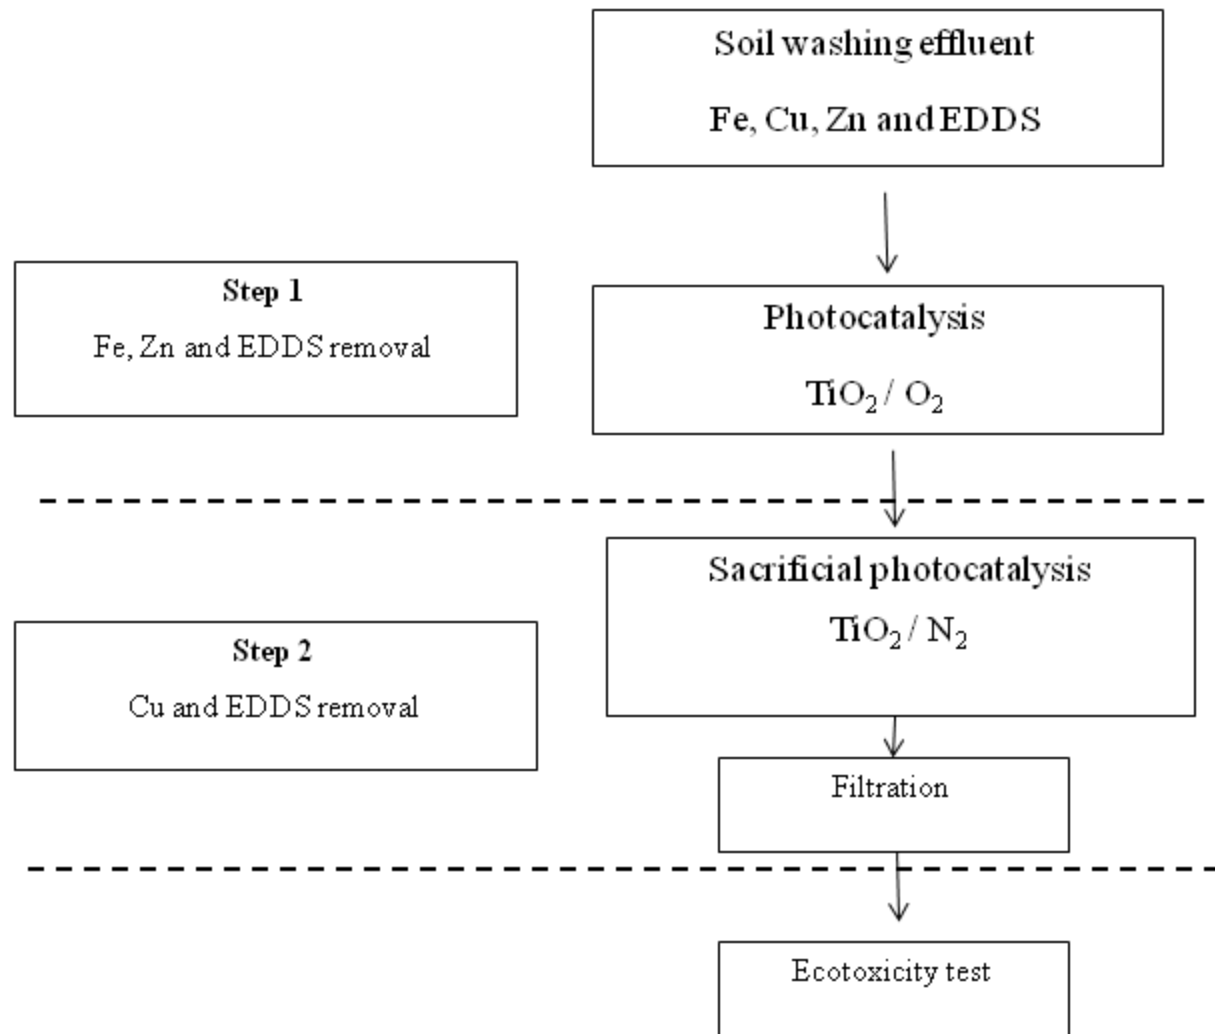 Soil washing effluent
Fe, Cu, Zn and EDDS
Step 1
Fe, Zn and EDDS removal
Photocatalysis
TiO₂ / O₂
Sacrificial photocatalysis
TiO₂ / N₂
Step 2
Cu and EDDS removal
Filtration
Ecotoxicity test